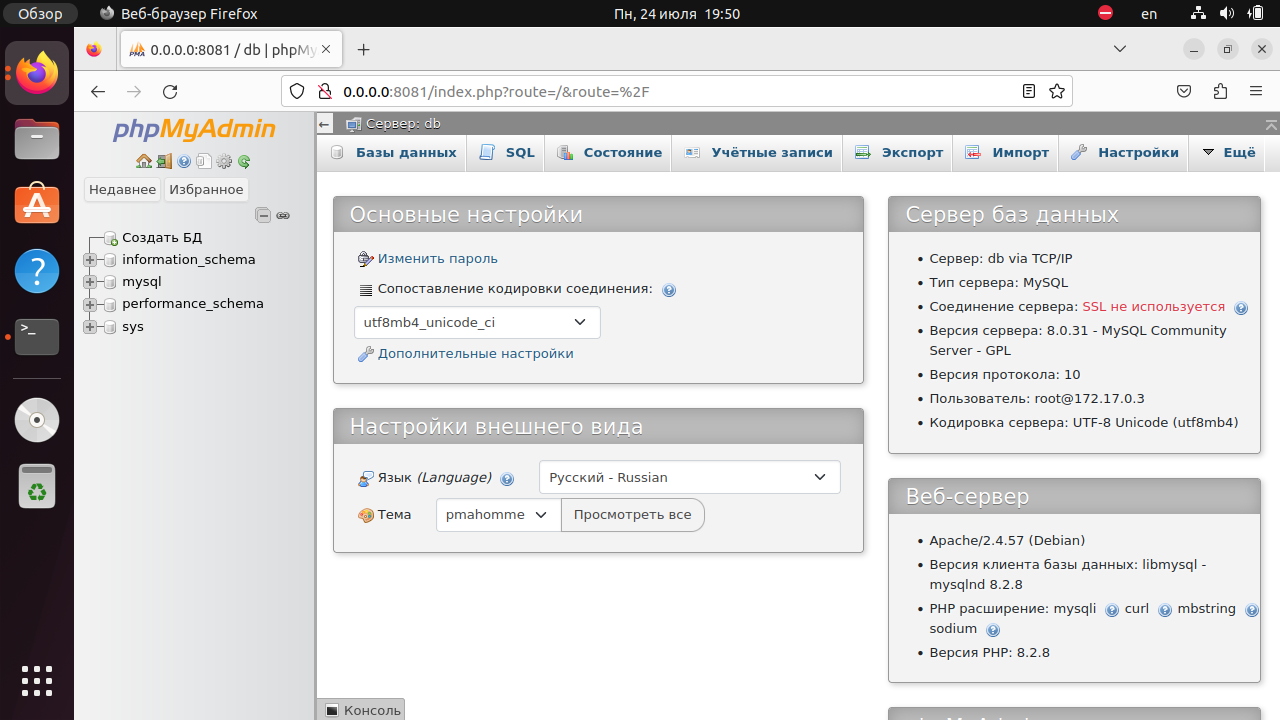 Обзор
Веб-браузер Firefox
Пн, 24 июля 19:50
en
0.0.0.0:8081 / db | phpMy
0.0.0.0:8081/index.php?route=/&route=%2F
phpMyAdmin
Недавнее Избранное
Создать БД
information_schema
mysql
performance_schema
sys
Сервер: db
Базы данных SQL Состояние Учётные записи Экспорт Импорт Настройки Ещё
Основные настройки
Изменить пароль
Сопоставление кодировки соединения:
utf8mb4_unicode_ci
Дополнительные настройки
Настройки внешнего вида
Язык (Language) Русский - Russian
Тема pmahomme Просмотреть все
Сервер баз данных
Сервер: db via TCP/IP
Тип сервера: MySQL
Соединение сервера: SSL не используется
Версия сервера: 8.0.31 - MySQL Community
Server - GPL
Версия протокола: 10
Пользователь: root@172.17.0.3
Кодировка сервера: UTF-8 Unicode (utf8mb4)
Веб-сервер
Apache/2.4.57 (Debian)
Версия клиента базы данных: libmysql -
mysqlnd 8.2.8
PHP расширение: mysqli curl mbstring
sodium
Версия PHP: 8.2.8
Консоль